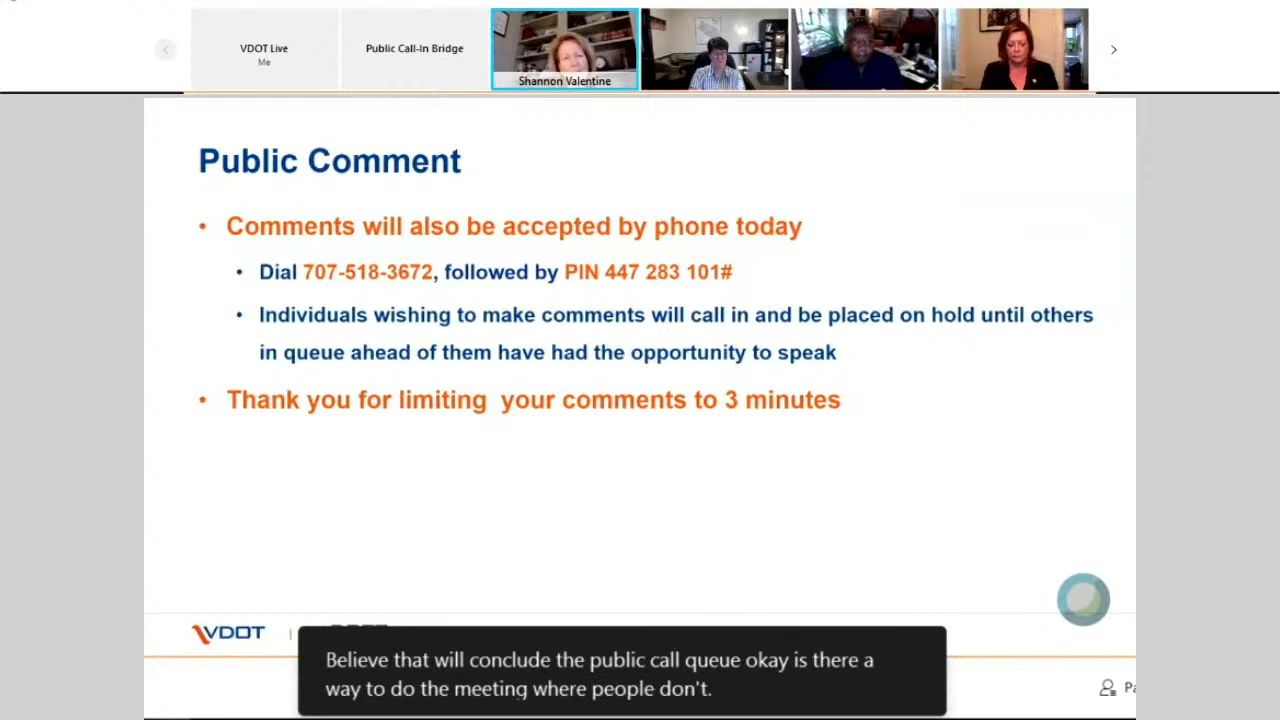 VDOT Live
Me
Public Call-In Bridge
Shannon Valentine
Public Comment
• Comments will also be accepted by phone today
• Dial 707-518-3672, followed by PIN 447 283 101#
• Individuals wishing to make comments will call in and be placed on hold until others
in queue ahead of them have had the opportunity to speak
• Thank you for limiting your comments to 3 minutes
VDOT
Believe that will conclude the public call queue okay is there a
way to do the meeting where people don't.